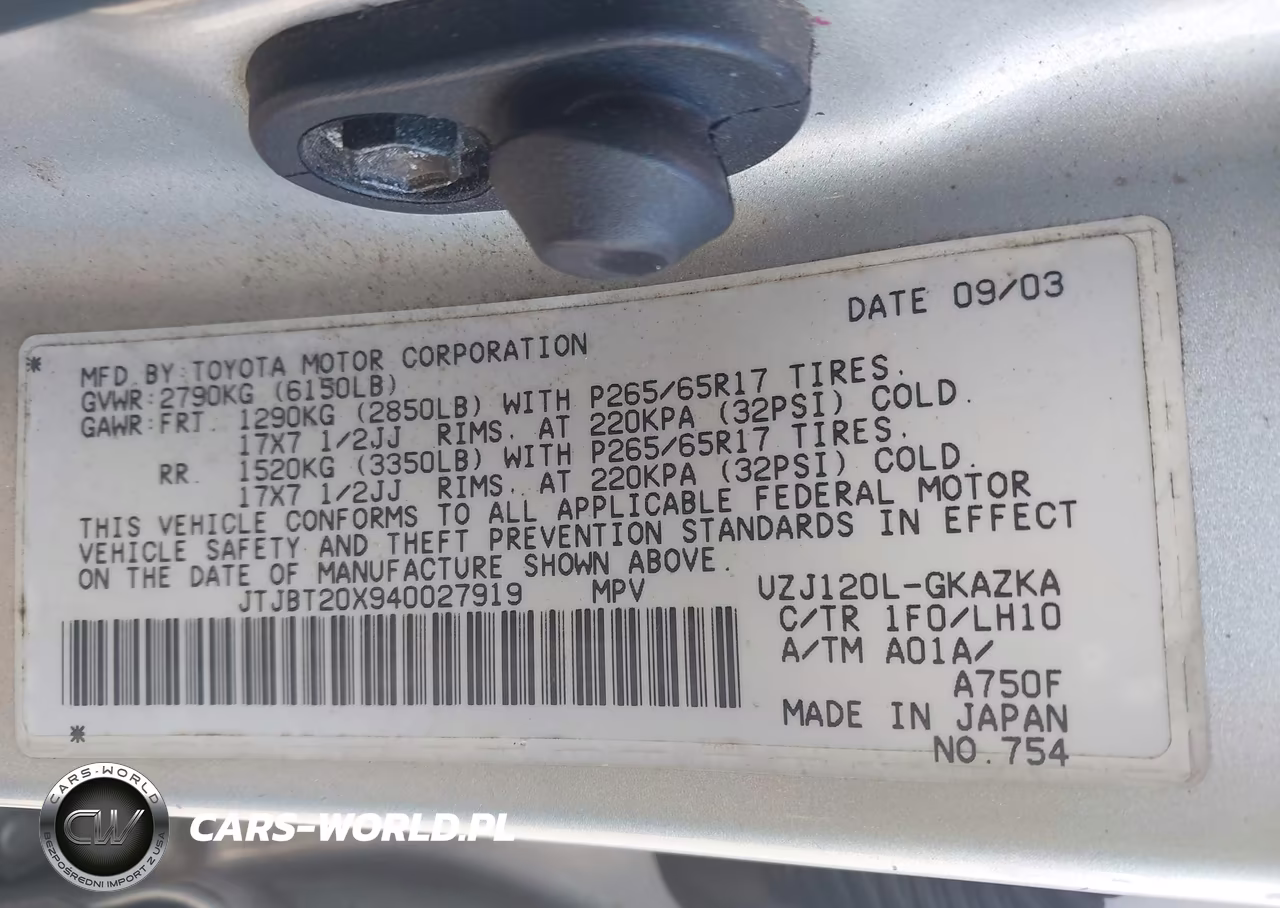 DATE 09/03
MFD. BY: TOYOTA MOTOR CORPORATION
GVWR: 2790KG (6150LB)
GAWR: FRT. 1290KG (2850LB) WITH P265/65R17 TIRES.
17X7 1/2JJ RIMS. AT 220KPA (32PSI) COLD.
RR. 1520KG (3350LB) WITH P265/65R17 TIRES.
17X7 1/2JJ RIMS. AT 220KPA (32PSI) COLD.
THIS VEHICLE CONFORMS TO ALL APPLICABLE FEDERAL MOTOR
VEHICLE SAFETY AND THEFT PREVENTION STANDARDS IN EFFECT
ON THE DATE OF MANUFACTURE SHOWN ABOVE.
JTJBT20X940027919 MPV UZJ120L-GKAZKA
C/TR 1F0/LH10
A/TM A01A/
A750F
MADE IN JAPAN
NO. 754
CARS-WORLD
CW
BEZPOŚREDNI IMPORT Z USA
CARS-WORLD.PL